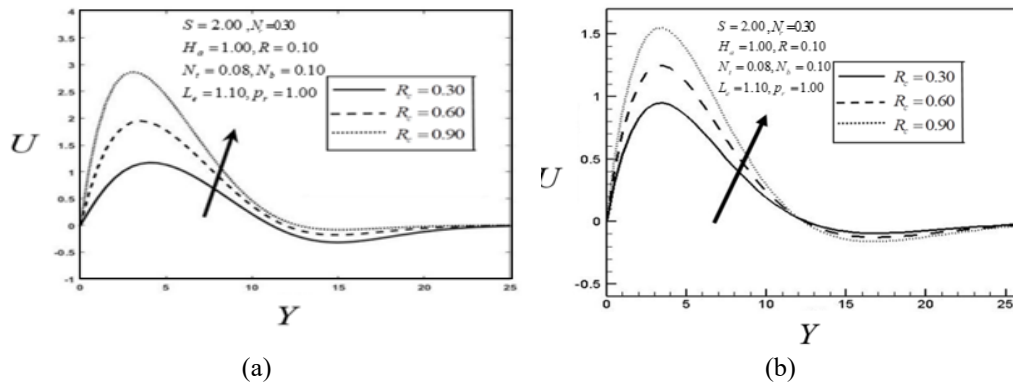 4
3.5
3
2.5
2
1.5
1
0.5
0
-0.5
-1
0 5 10 15 20 25
U
Y
S = 2.00 , N_r = 0.30
H_a = 1.00, R = 0.10
N_t = 0.08, N_b = 0.10
L_e = 1.10, p_r = 1.00
R_c = 0.30
R_c = 0.60
R_c = 0.90
(a)
1.5
1
0.5
0
-0.5
0 5 10 15 20 25
U
Y
S = 2.00 , N_r = 0.30
H_a = 1.00, R = 0.10
N_t = 0.08, N_b = 0.10
L_e = 1.10, p_r = 1.00
R_c = 0.30
R_c = 0.60
R_c = 0.90
(b)